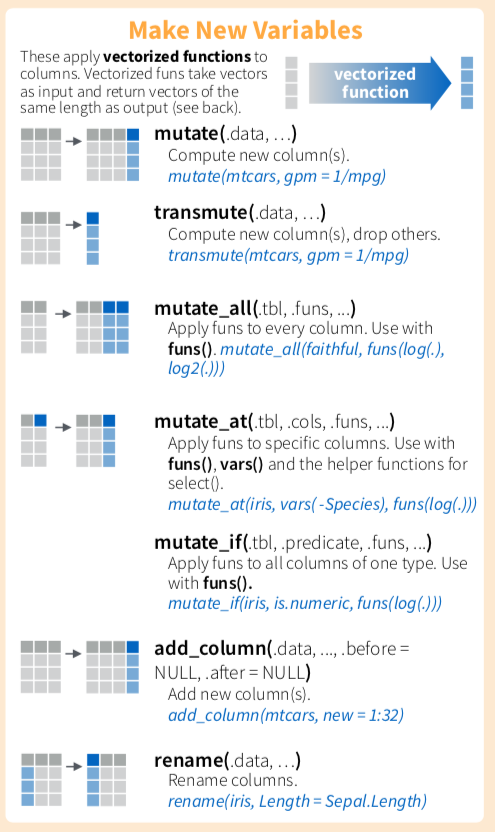 Make New Variables
These apply vectorized functions to
columns. Vectorized funs take vectors
as input and return vectors of the
same length as output (see back).
vectorized
function
mutate(.data, …)
Compute new column(s).
mutate(mtcars, gpm = 1/mpg)
transmute(.data, …)
Compute new column(s), drop others.
transmute(mtcars, gpm = 1/mpg)
mutate_all(.tbl, .funs, ...)
Apply funs to every column. Use with
funs(). mutate_all(faithful, funs(log(.),
log2(.)))
mutate_at(.tbl, .cols, .funs, ...)
Apply funs to specific columns. Use with
funs(), vars() and the helper functions for
select().
mutate_at(iris, vars( -Species), funs(log(.)))
mutate_if(.tbl, .predicate, .funs, ...)
Apply funs to all columns of one type. Use
with funs().
mutate_if(iris, is.numeric, funs(log(.)))
add_column(.data, ..., .before =
NULL, .after = NULL)
Add new column(s).
add_column(mtcars, new = 1:32)
rename(.data, …)
Rename columns.
rename(iris, Length = Sepal.Length)